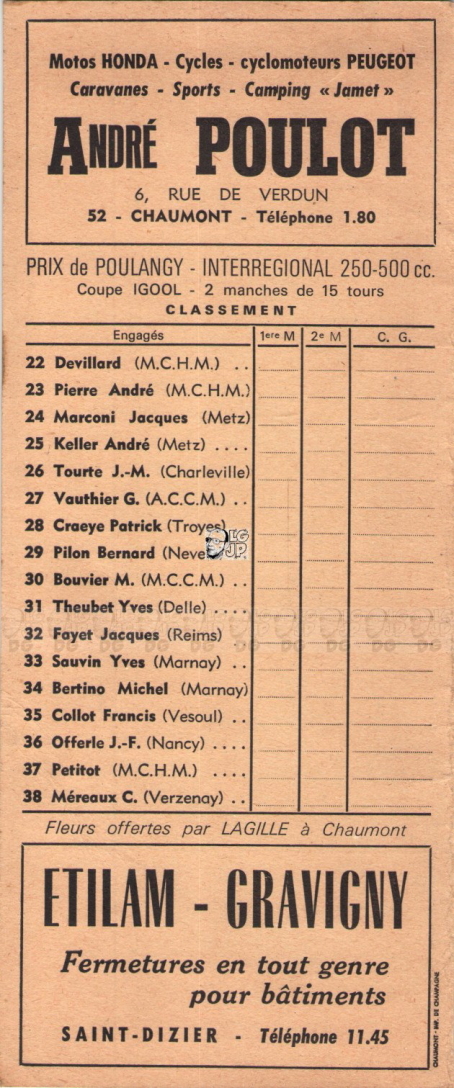 Motos HONDA - Cycles - cyclomoteurs PEUGEOT
Caravanes - Sports - Camping « Jamet »
ANDRÉ POULOT
6, RUE DE VERDUN
52 - CHAUMONT - Téléphone 1.80
PRIX de POULANGY - INTERREGIONAL 250-500 cc.
Coupe IGOOL - 2 manches de 15 tours
CLASSEMENT
Engagés 1ere M 2e M C. G.
22 Devillard (M.C.H.M.) . .
23 Pierre André (M.C.H.M.)
24 Marconi Jacques (Metz)
25 Keller André (Metz) . . . .
26 Tourte J.-M. (Charleville)
27 Vauthier G. (A.C.C.M.) . .
28 Craeye Patrick (Troyes)
29 Pilon Bernard
30 Bouvier M. (M.C.C.M.) . .
31 Theubet Yves (Delle) . . . .
32 Fayet Jacques (Reims)
33 Sauvin Yves (Marnay) . .
34 Bertino Michel (Marnay)
35 Collot Francis (Vesoul) . .
36 Offerle J.-F. (Nancy) . . . .
37 Petitot (M.C.H.M.) . . . .
38 Méreaux C. (Verzenay) . .
Fleurs offertes par LAGILLE à Chaumont
ETILAM - GRAVIGNY
Fermetures en tout genre
pour bâtiments
SAINT-DIZIER - Téléphone 11.45
CHAUMONT - IMP. DE CHAMPAGNE